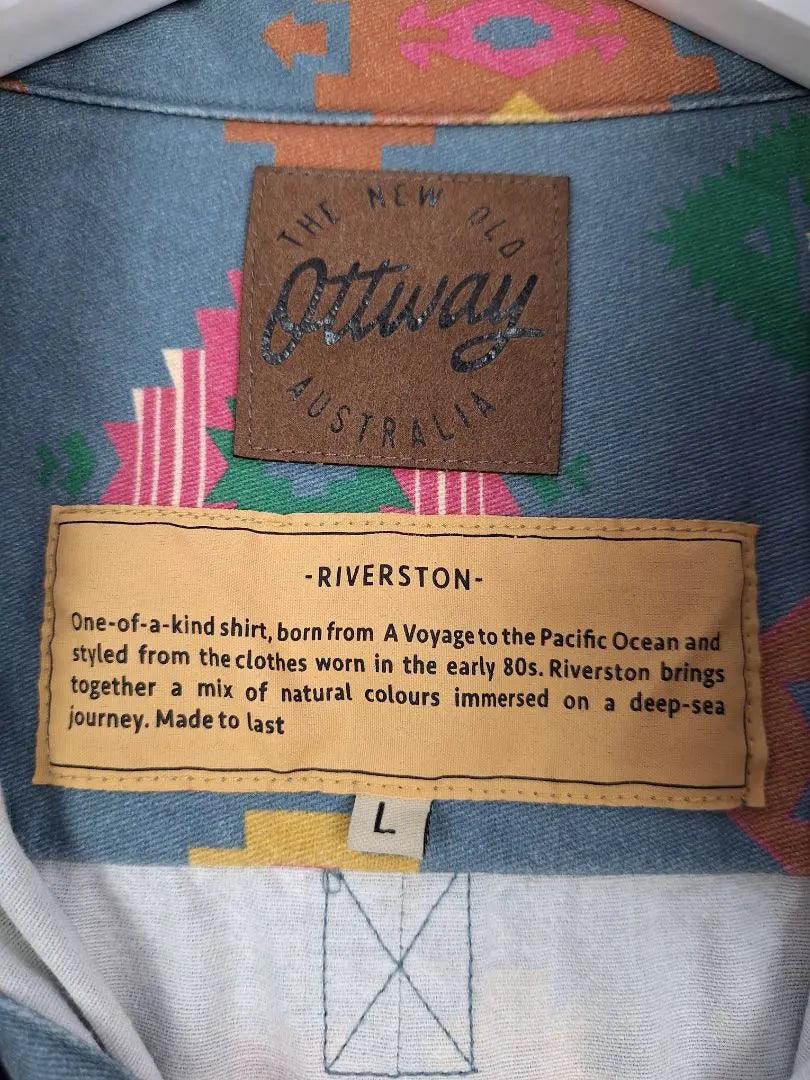 THE NEW OLD
Ottway
AUSTRALIA
-RIVERSTON-
One-of-a-kind shirt, born from A Voyage to the Pacific Ocean and
styled from the clothes worn in the early 80s. Riverston brings
together a mix of natural colours immersed on a deep-sea
journey. Made to last
L